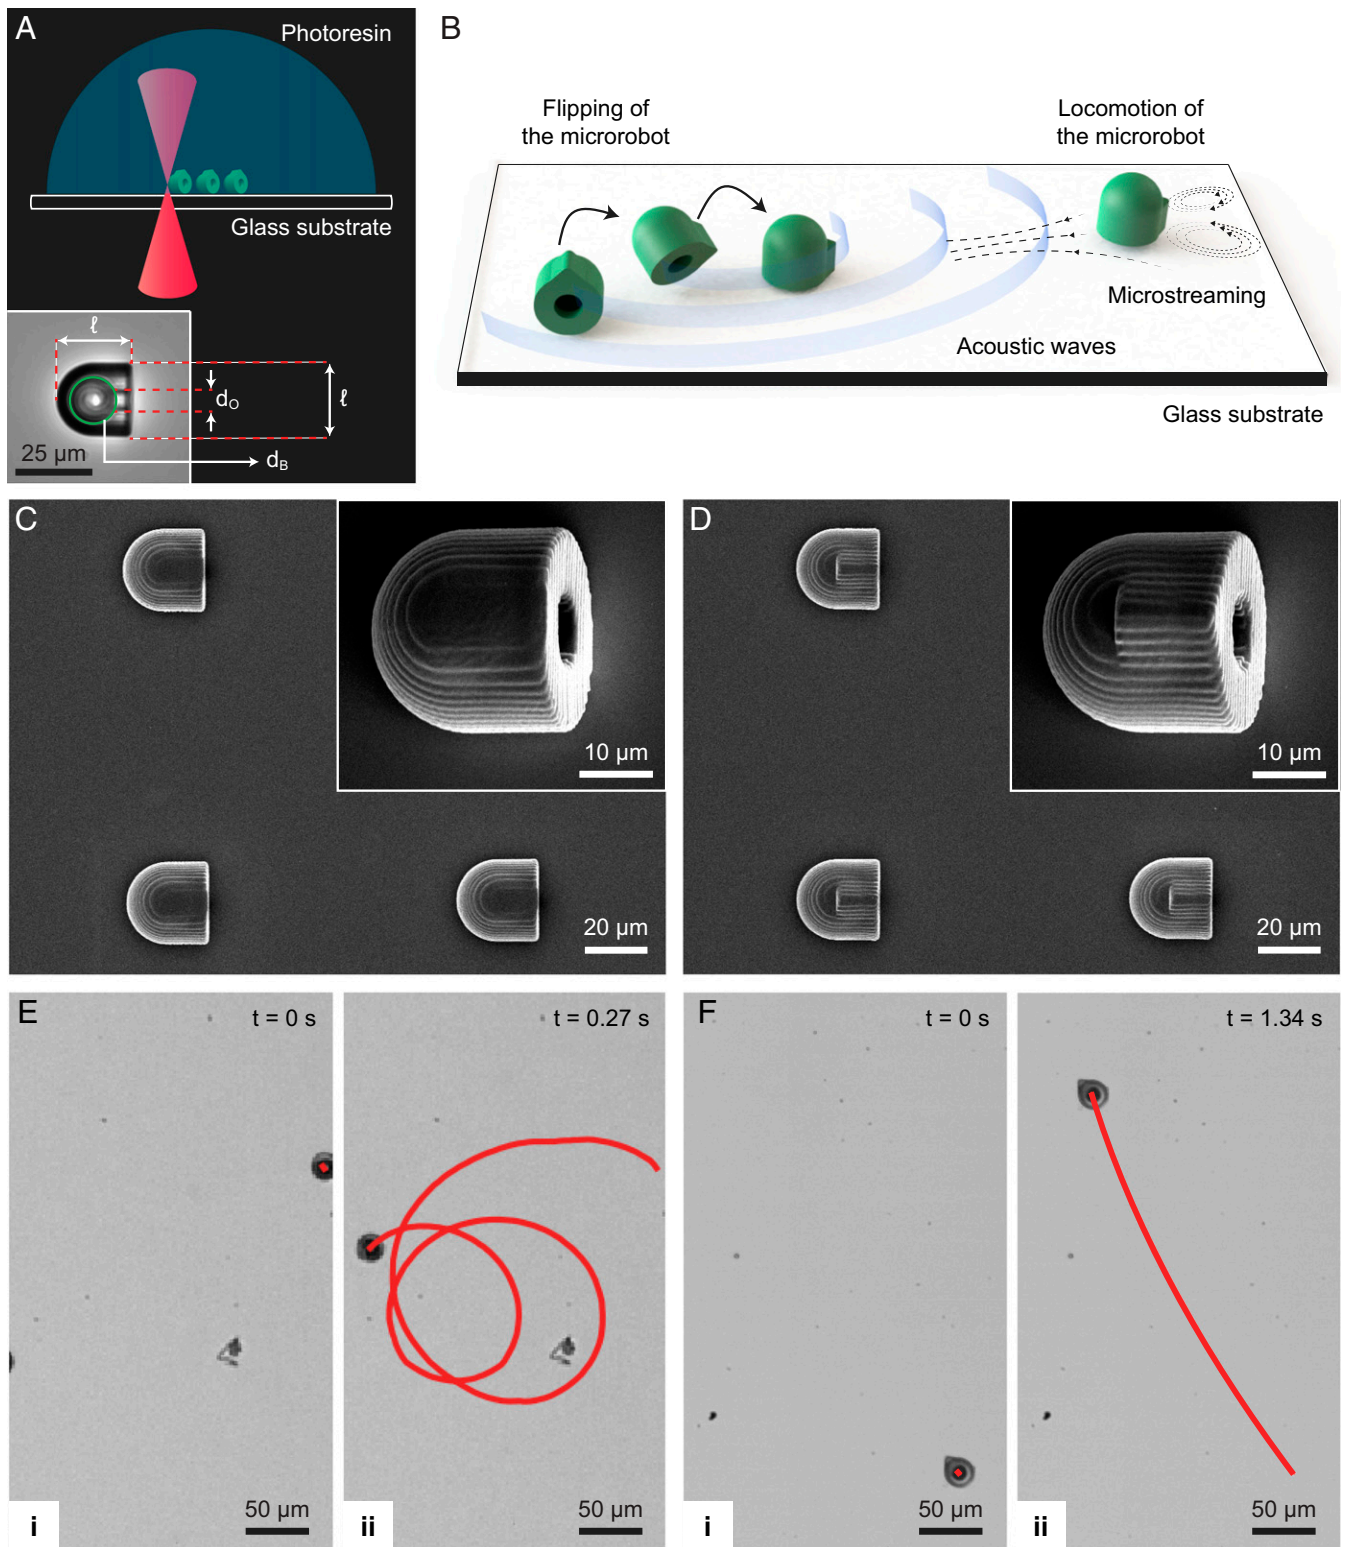 A
Photoresin
Glass substrate
ℓ
dO
ℓ
25 µm
dB
B
Flipping of
the microrobot
Locomotion of
the microrobot
Microstreaming
Acoustic waves
Glass substrate
C
10 µm
20 µm
D
10 µm
20 µm
E
t = 0 s
50 µm
i
t = 0.27 s
50 µm
ii
F
t = 0 s
50 µm
i
t = 1.34 s
50 µm
ii